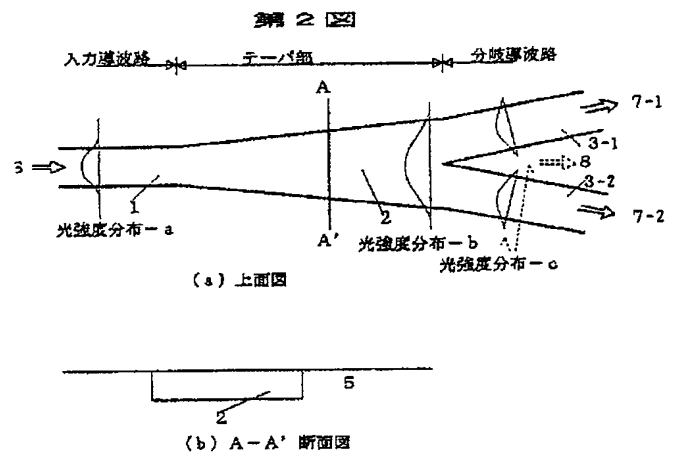 第2図
入力導波路 テーパ部 分岐導波路
A
7-1
3-1
8
3-2
7-2
1
2
A'
光強度分布-a
光強度分布-b
光強度分布-c
(a) 上面図
5
2
(b) A-A' 断面図